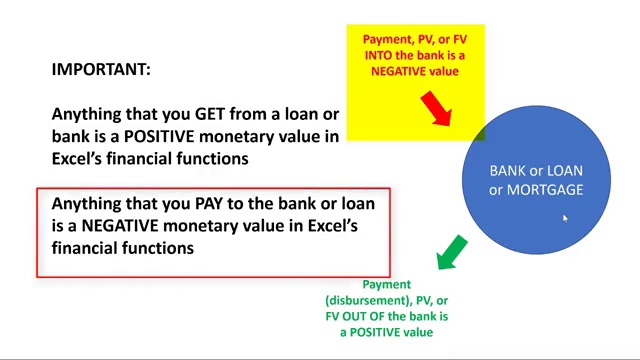 IMPORTANT:
Anything that you GET from a loan or
bank is a POSITIVE monetary value in
Excel's financial functions
Anything that you PAY to the bank or loan
is a NEGATIVE monetary value in Excel's
financial functions
Payment, PV, or FV
INTO the bank is a
NEGATIVE value
BANK or LOAN
or MORTGAGE
Payment
(disbursement), PV, or
FV OUT OF the bank is
a POSITIVE value